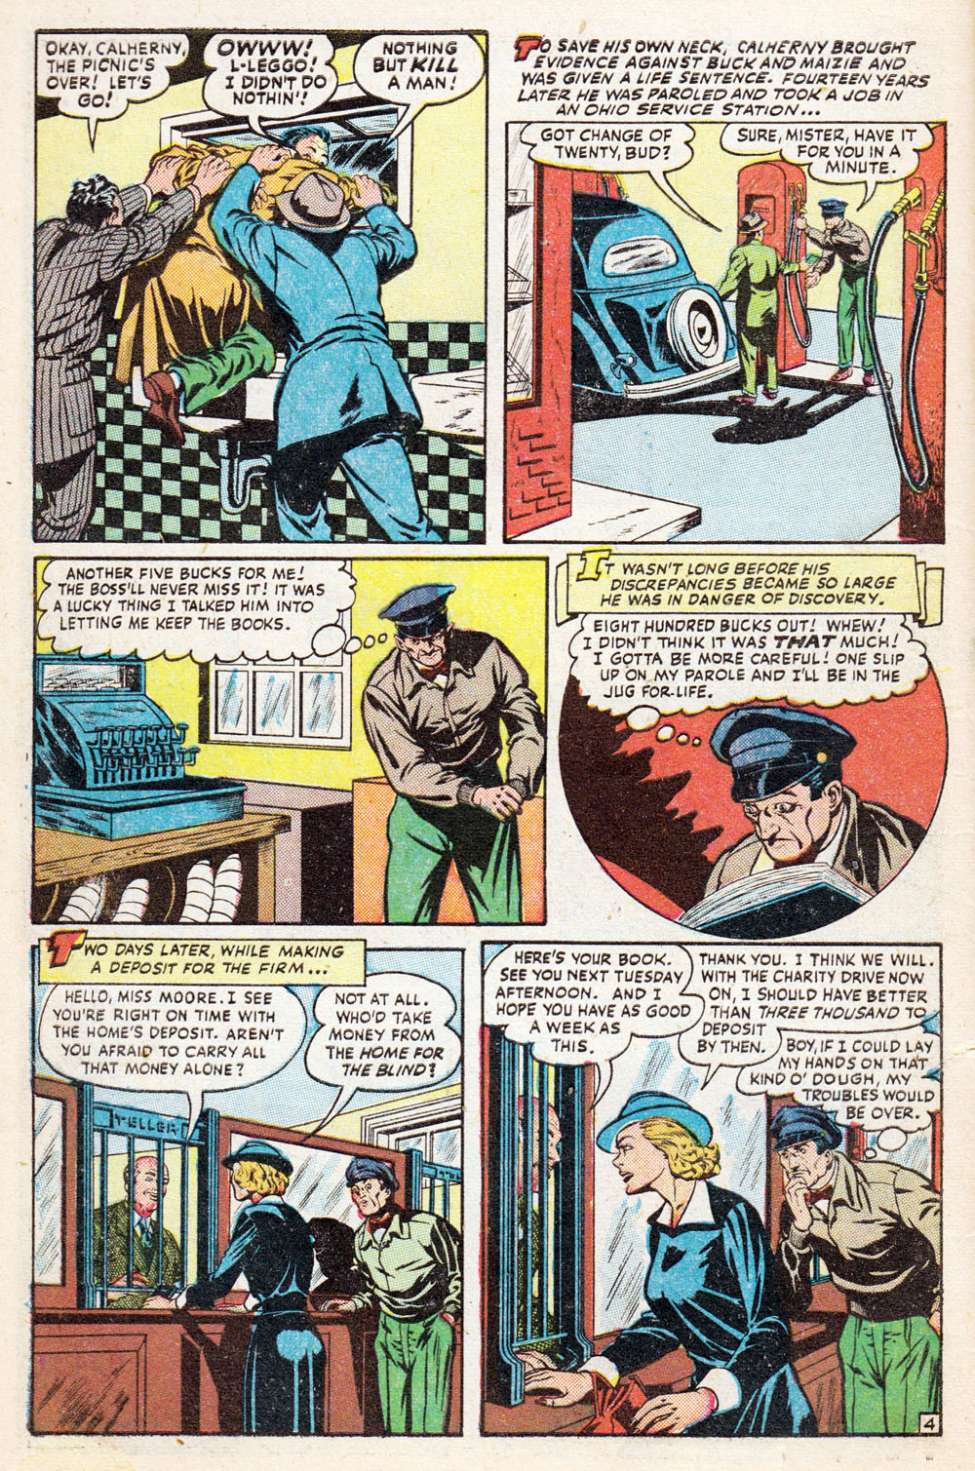 OKAY, CALHERNY,
THE PICNIC'S
OVER! LET'S
GO!
OWWW!
L-LEGGO!
I DIDN'T DO
NOTHIN'!
NOTHING
BUT KILL
A MAN!
TO SAVE HIS OWN NECK, CALHERNY BROUGHT
EVIDENCE AGAINST BUCK AND MAIZIE AND
WAS GIVEN A LIFE SENTENCE. FOURTEEN YEARS
LATER HE WAS PAROLED AND TOOK A JOB IN
AN OHIO SERVICE STATION...
GOT CHANGE OF
TWENTY, BUD?
SURE, MISTER, HAVE IT
FOR YOU IN A
MINUTE.
ANOTHER FIVE BUCKS FOR ME!
THE BOSS'LL NEVER MISS IT! IT WAS
A LUCKY THING I TALKED HIM INTO
LETTING ME KEEP THE BOOKS.
IT WASN'T LONG BEFORE HIS
DISCREPANCIES BECAME SO LARGE
HE WAS IN DANGER OF DISCOVERY.
EIGHT HUNDRED BUCKS OUT! WHEW!
I DIDN'T THINK IT WAS THAT MUCH!
I GOTTA BE MORE CAREFUL! ONE SLIP
UP ON MY PAROLE AND I'LL BE IN THE
JUG FOR LIFE.
TWO DAYS LATER, WHILE MAKING
A DEPOSIT FOR THE FIRM...
HELLO, MISS MOORE. I SEE
YOU'RE RIGHT ON TIME WITH
THE HOME'S DEPOSIT. AREN'T
YOU AFRAID TO CARRY ALL
THAT MONEY ALONE?
NOT AT ALL.
WHO'D TAKE
MONEY FROM
THE HOME FOR
THE BLIND?
TELLER
HERE'S YOUR BOOK.
SEE YOU NEXT TUESDAY
AFTERNOON. AND I
HOPE YOU HAVE AS GOOD
A WEEK AS
THIS.
THANK YOU. I THINK WE WILL.
WITH THE CHARITY DRIVE NOW
ON, I SHOULD HAVE BETTER
THAN THREE THOUSAND TO
DEPOSIT
BY THEN.
BOY, IF I COULD LAY
MY HANDS ON THAT
KIND O' DOUGH, MY
TROUBLES WOULD
BE OVER.
4